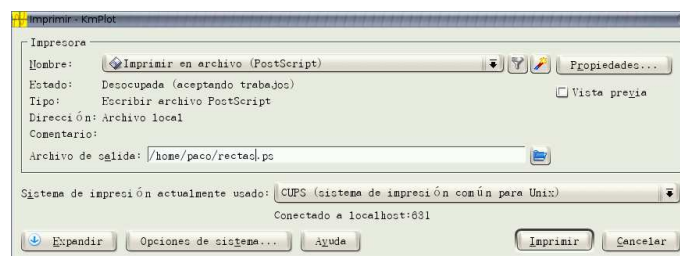 Imprimir - KmPlot
Impresora
Nombre: Imprimir en archivo (PostScript) Propiedades...
Estado: Desocupada (aceptando trabajos) Vista previa
Tipo: Escribir archivo PostScript
Dirección: Archivo local
Comentario:
Archivo de salida: /home/paco/rectas.ps
Sistema de impresión actualmente usado: CUPS (sistema de impresión común para Unix)
Conectado a localhost:631
Expandir Opciones de sistema... Ayuda Imprimir Cancelar